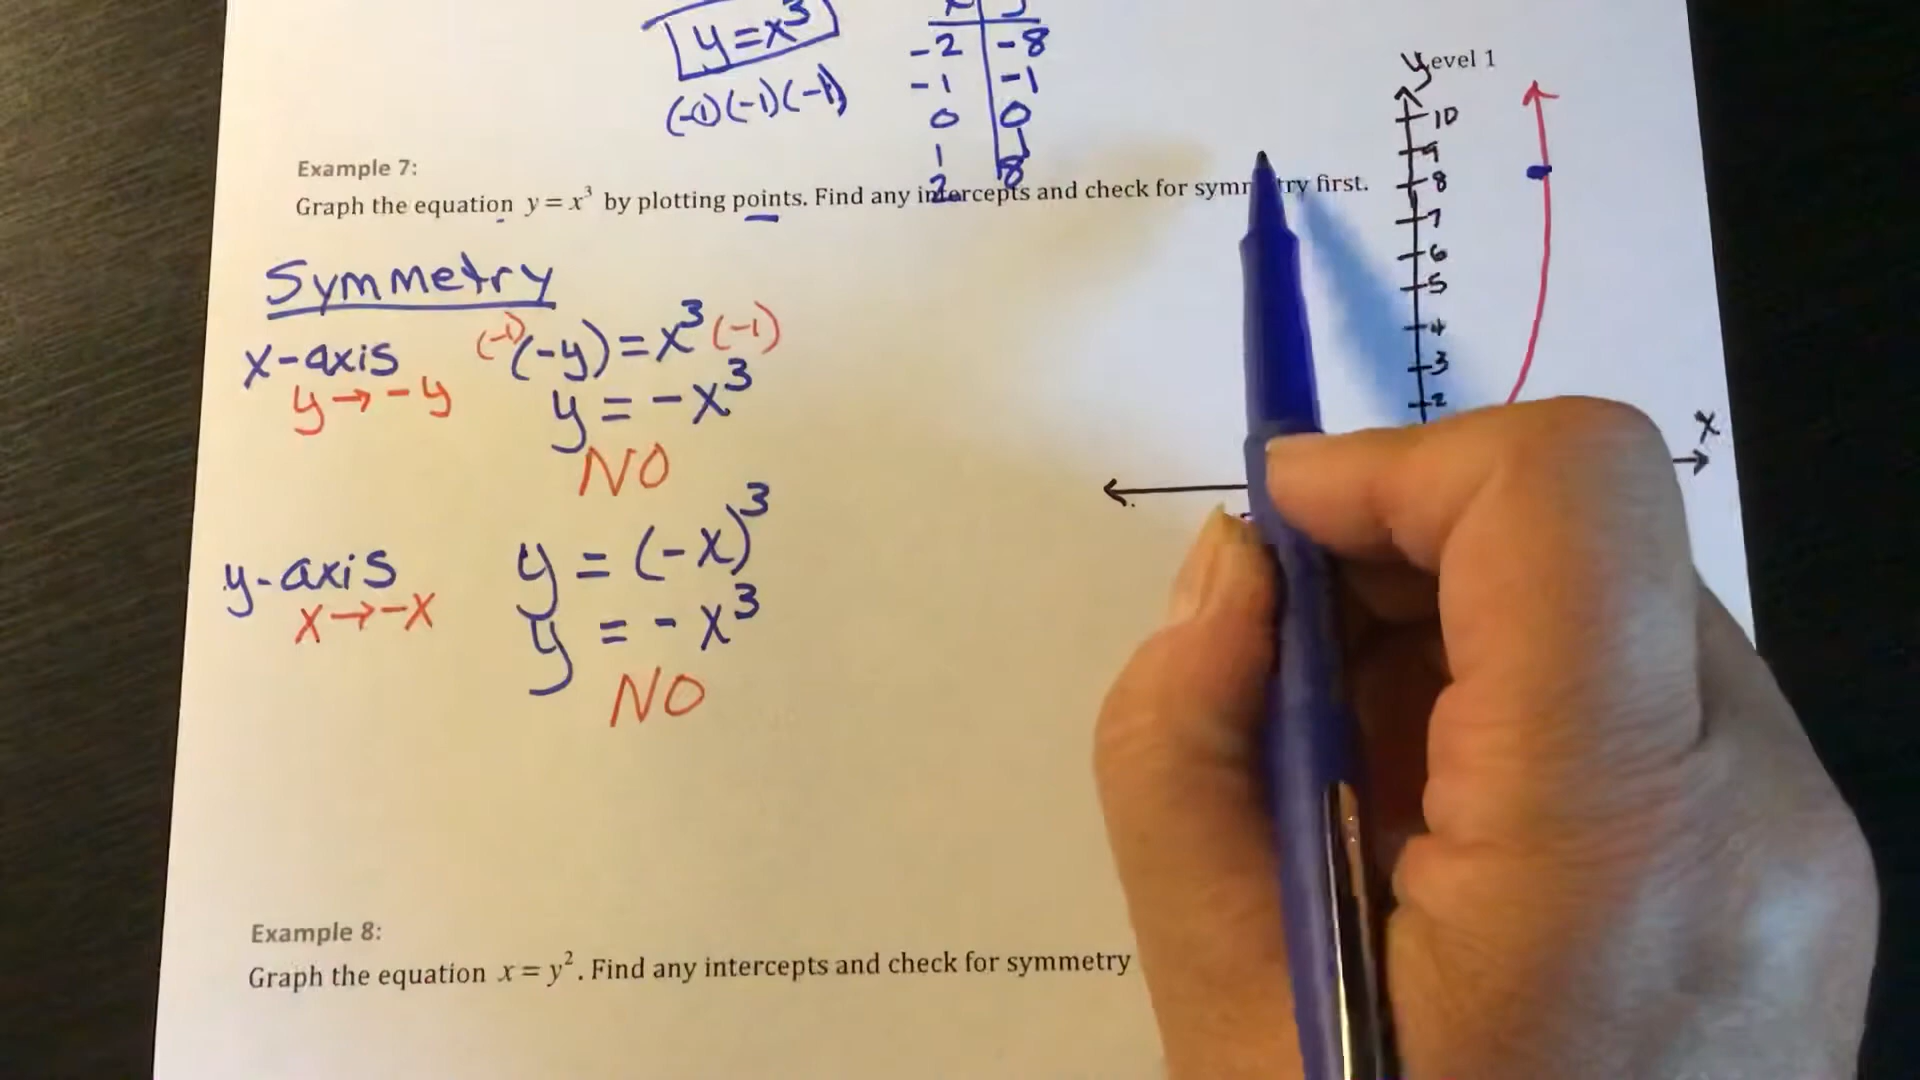 y=x³
(-1)(-1)(-1)
-2 | -8
-1 | -1
0 | 0
1 | 1
2 | 8
Example 7:
Graph the equation y = x³ by plotting points. Find any intercepts and check for symmetry first.
Symmetry
x-axis (-1)(-y)=x³(-1)
y→-y y=-x³
NO
y-axis y=(-x)³
x→-x y=-x³
NO
evel 1
y
10
9
8
7
6
5
4
3
2
x
Example 8:
Graph the equation x = y². Find any intercepts and check for symmetry